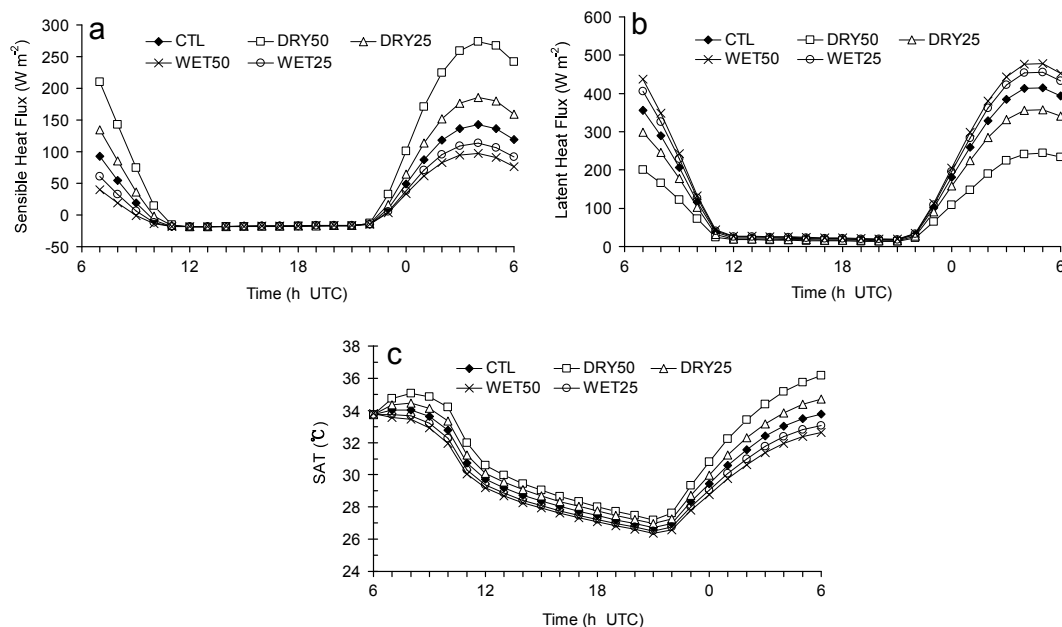 a
CTL DRY50 DRY25
WET50 WET25
Sensible Heat Flux (W m-2)
300
250
200
150
100
50
0
-50
6 12 18 0 6
Time (h UTC)
b
CTL DRY50 DRY25
WET50 WET25
Latent Heat Flux (W m-2)
600
500
400
300
200
100
0
6 12 18 0 6
Time (h UTC)
c
CTL DRY50 DRY25
WET50 WET25
SAT (℃)
38
36
34
32
30
28
26
24
6 12 18 0 6
Time (h UTC)